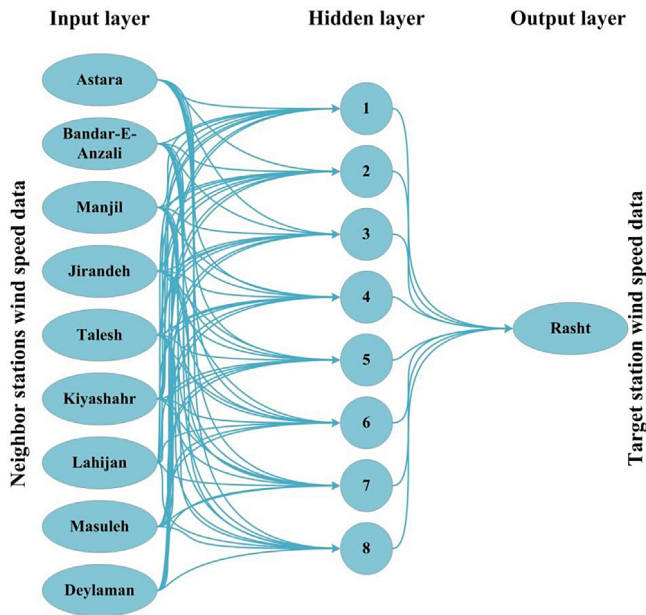 Input layer
Hidden layer
Output layer
Neighbor stations wind speed data
Astara
Bandar-E-
Anzali
Manjil
Jirandeh
Talesh
Kiyashahr
Lahijan
Masuleh
Deylaman
1
2
3
4
5
6
7
8
Rasht
Target station wind speed data